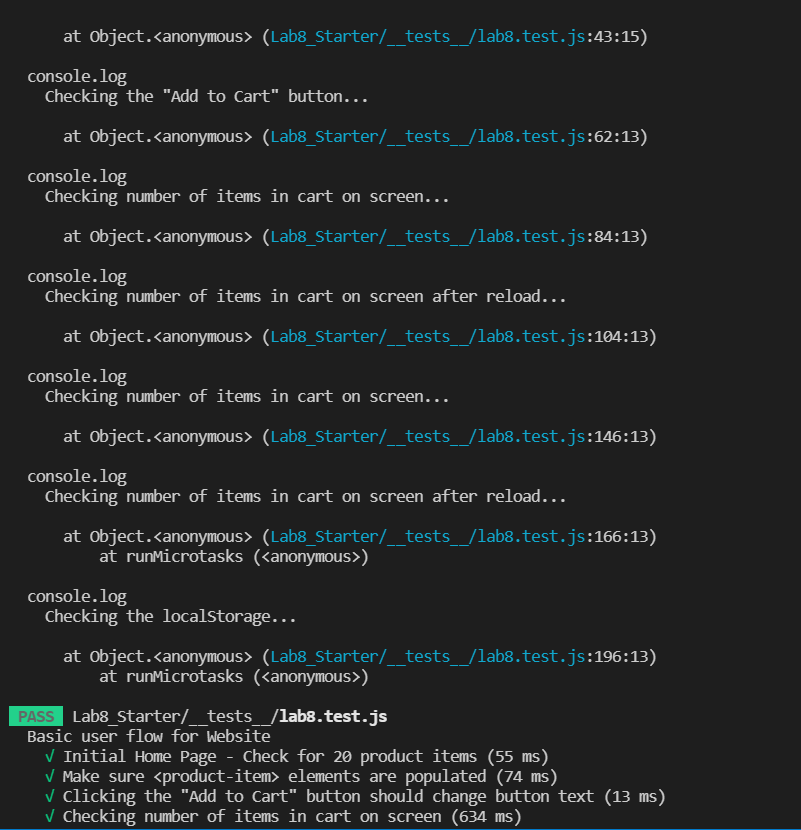 at Object.<anonymous> (Lab8_Starter/__tests__/lab8.test.js:43:15)
console.log
Checking the "Add to Cart" button...
at Object.<anonymous> (Lab8_Starter/__tests__/lab8.test.js:62:13)
console.log
Checking number of items in cart on screen...
at Object.<anonymous> (Lab8_Starter/__tests__/lab8.test.js:84:13)
console.log
Checking number of items in cart on screen after reload...
at Object.<anonymous> (Lab8_Starter/__tests__/lab8.test.js:104:13)
console.log
Checking number of items in cart on screen...
at Object.<anonymous> (Lab8_Starter/__tests__/lab8.test.js:146:13)
console.log
Checking number of items in cart on screen after reload...
at Object.<anonymous> (Lab8_Starter/__tests__/lab8.test.js:166:13)
at runMicrotasks (<anonymous>)
console.log
Checking the localStorage...
at Object.<anonymous> (Lab8_Starter/__tests__/lab8.test.js:196:13)
at runMicrotasks (<anonymous>)
PASS Lab8_Starter/__tests__/lab8.test.js
Basic user flow for Website
√ Initial Home Page - Check for 20 product items (55 ms)
√ Make sure <product-item> elements are populated (74 ms)
√ Clicking the "Add to Cart" button should change button text (13 ms)
√ Checking number of items in cart on screen (634 ms)